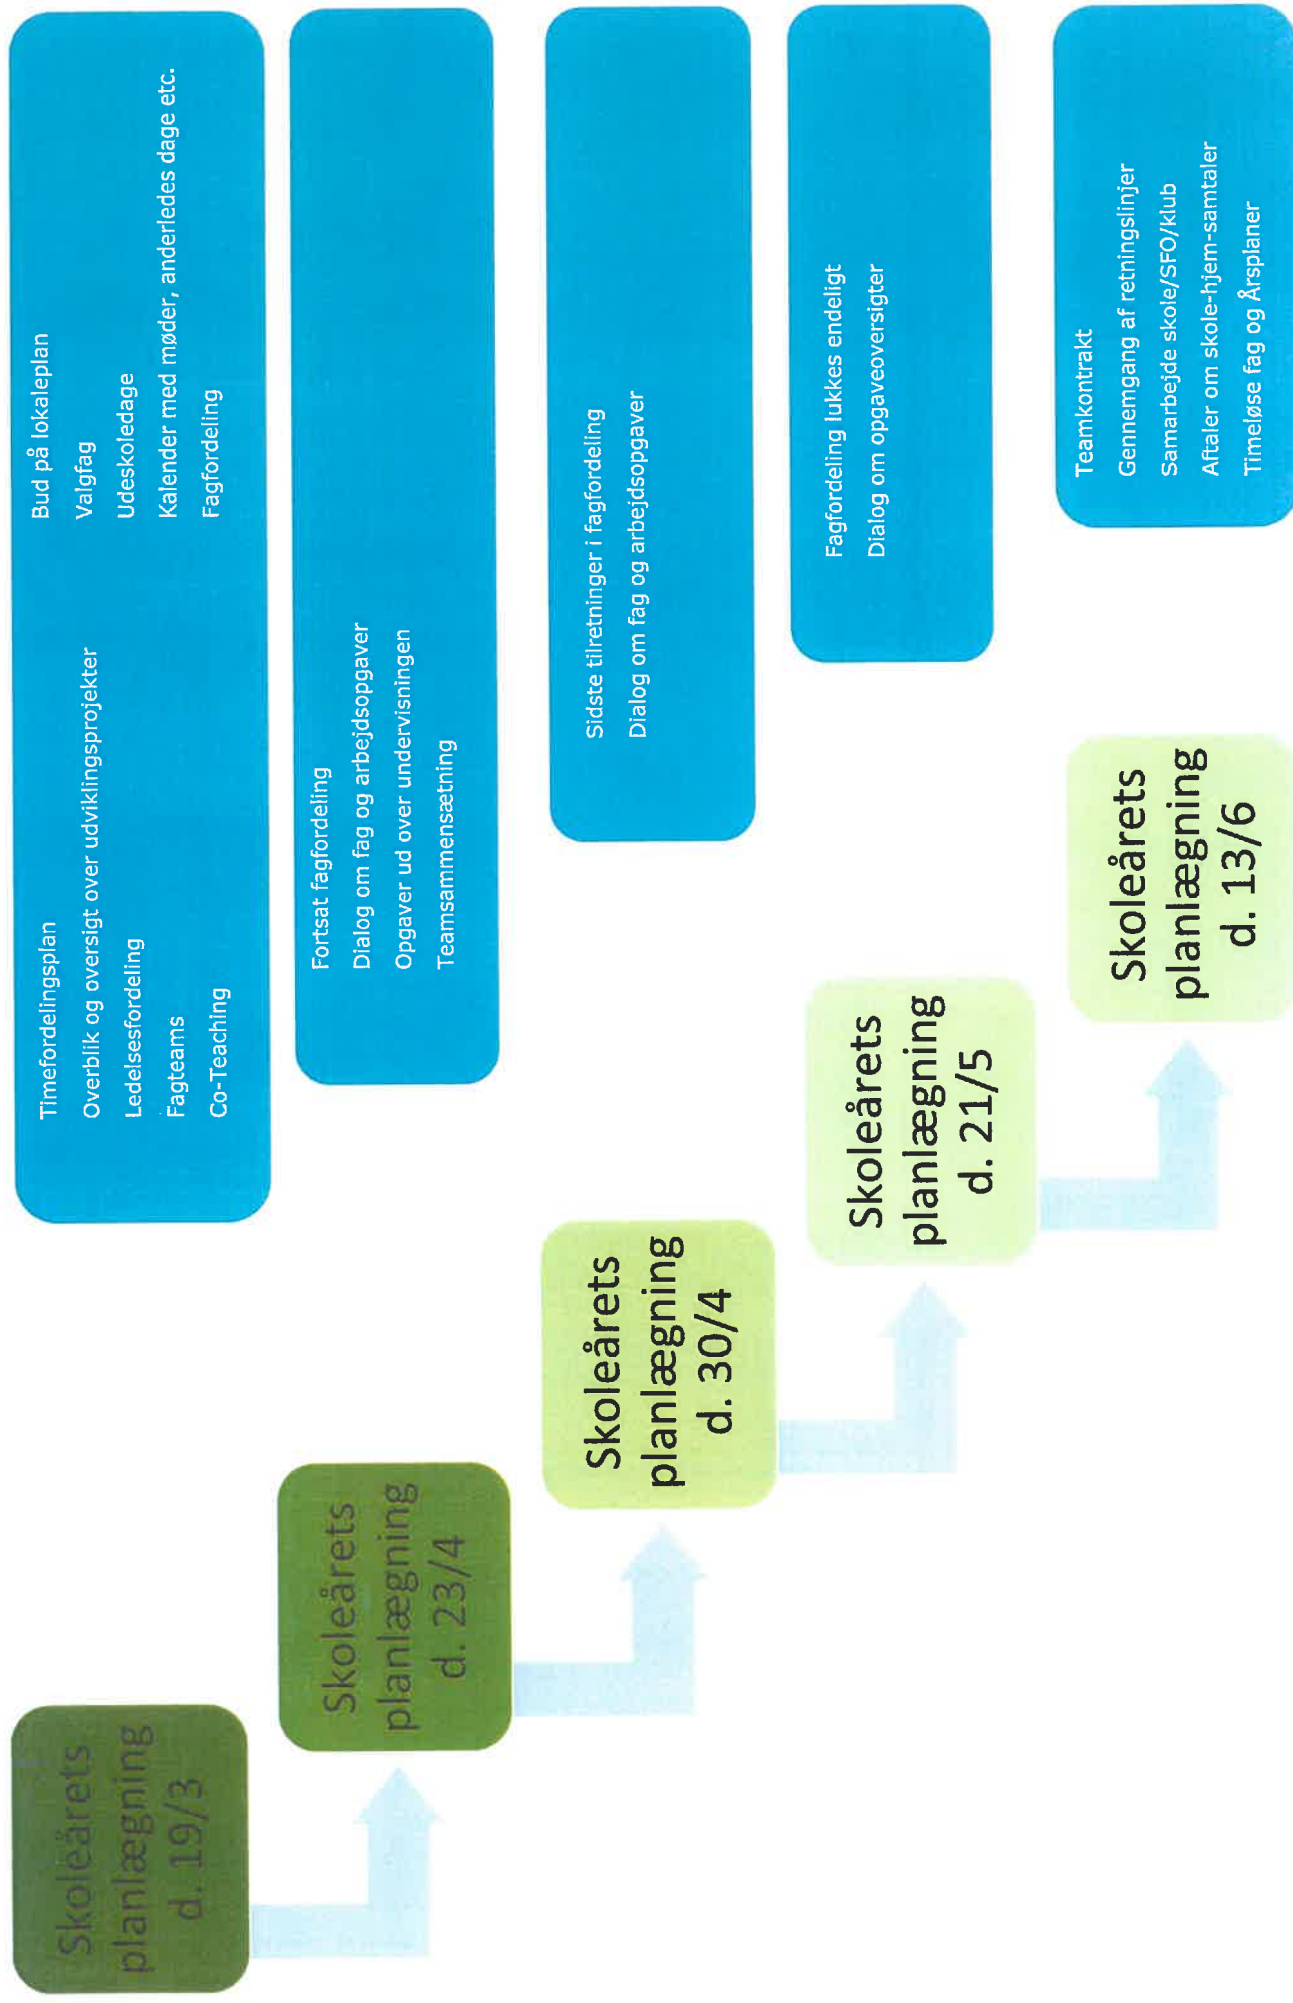 Skoleårets
planlægning
d. 19/3
Timefordelingsplan
Overblik og oversigt over udviklingsprojekter
Ledelsesfordeling
Fagteams
Co-Teaching
Bud på lokaleplan
Valgfag
Udeskoledage
Kalender med møder, anderledes dage etc.
Fagfordeling
Skoleårets
planlægning
d. 23/4
Fortsat fagfordeling
Dialog om fag og arbejdsopgaver
Opgaver ud over undervisningen
Teamsammensætning
Skoleårets
planlægning
d. 30/4
Sidste tilretninger i fagfordeling
Dialog om fag og arbejdsopgaver
Skoleårets
planlægning
d. 21/5
Fagfordeling lukkes endeligt
Dialog om opgaveoversigter
Skoleårets
planlægning
d. 13/6
Teamkontrakt
Gennemgang af retningslinjer
Samarbejde skole/SFO/klub
Aftaler om skole-hjem-samtaler
Timeløse fag og Årsplaner